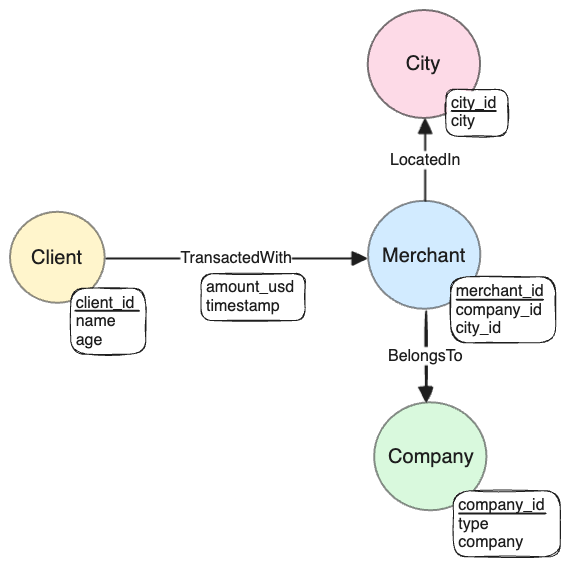 City
city_id
city
LocatedIn
Client
client_id
name
age
TransactedWith
amount_usd
timestamp
Merchant
merchant_id
company_id
city_id
BelongsTo
Company
company_id
type
company